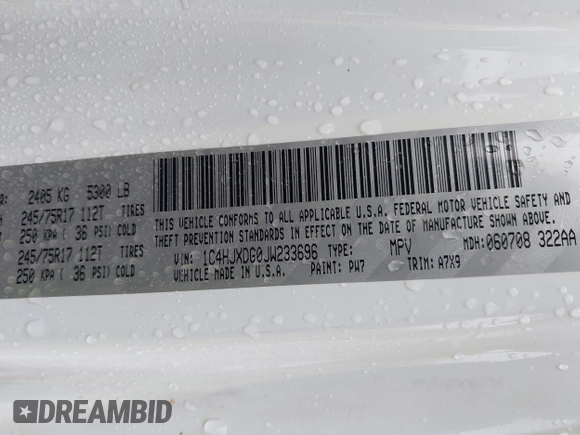 R: 2405 KG 5300 LB
H 245/75R17 112T TIRES
250 KPA ( 36 PSI) COLD
245/75R17 112T TIRES
250 KPA ( 36 PSI) COLD
THIS VEHICLE CONFORMS TO ALL APPLICABLE U.S.A. FEDERAL MOTOR VEHICLE SAFETY AND
THEFT PREVENTION STANDARDS IN EFFECT ON THE DATE OF MANUFACTURE SHOWN ABOVE.
VIN: 1C4HJXDG0JW233696 TYPE: MPV MDH: 060708 322AA
VEHICLE MADE IN U.S.A. PAINT: PW7 TRIM: A7X9
DREAMBID